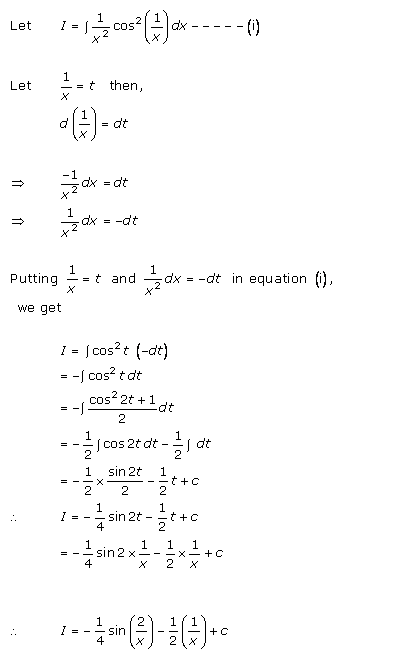 Let I = ∫ 1/x² cos² (1/x) dx - - - - - (i)
Let 1/x = t then,
d (1/x) = dt
⇒ -1/x² dx = dt
⇒ 1/x² dx = -dt
Putting 1/x = t and 1/x² dx = -dt in equation (i),
we get
I = ∫ cos² t (-dt)
= -∫ cos² t dt
= -∫ cos² 2t + 1/2 dt
= - 1/2 ∫ cos 2t dt - 1/2 ∫ dt
= - 1/2 × sin 2t/2 - 1/2 t + c
∴ I = - 1/4 sin 2t - 1/2 t + c
= - 1/4 sin 2 × 1/x - 1/2 × 1/x + c
∴ I = - 1/4 sin (2/x) - 1/2 (1/x) + c